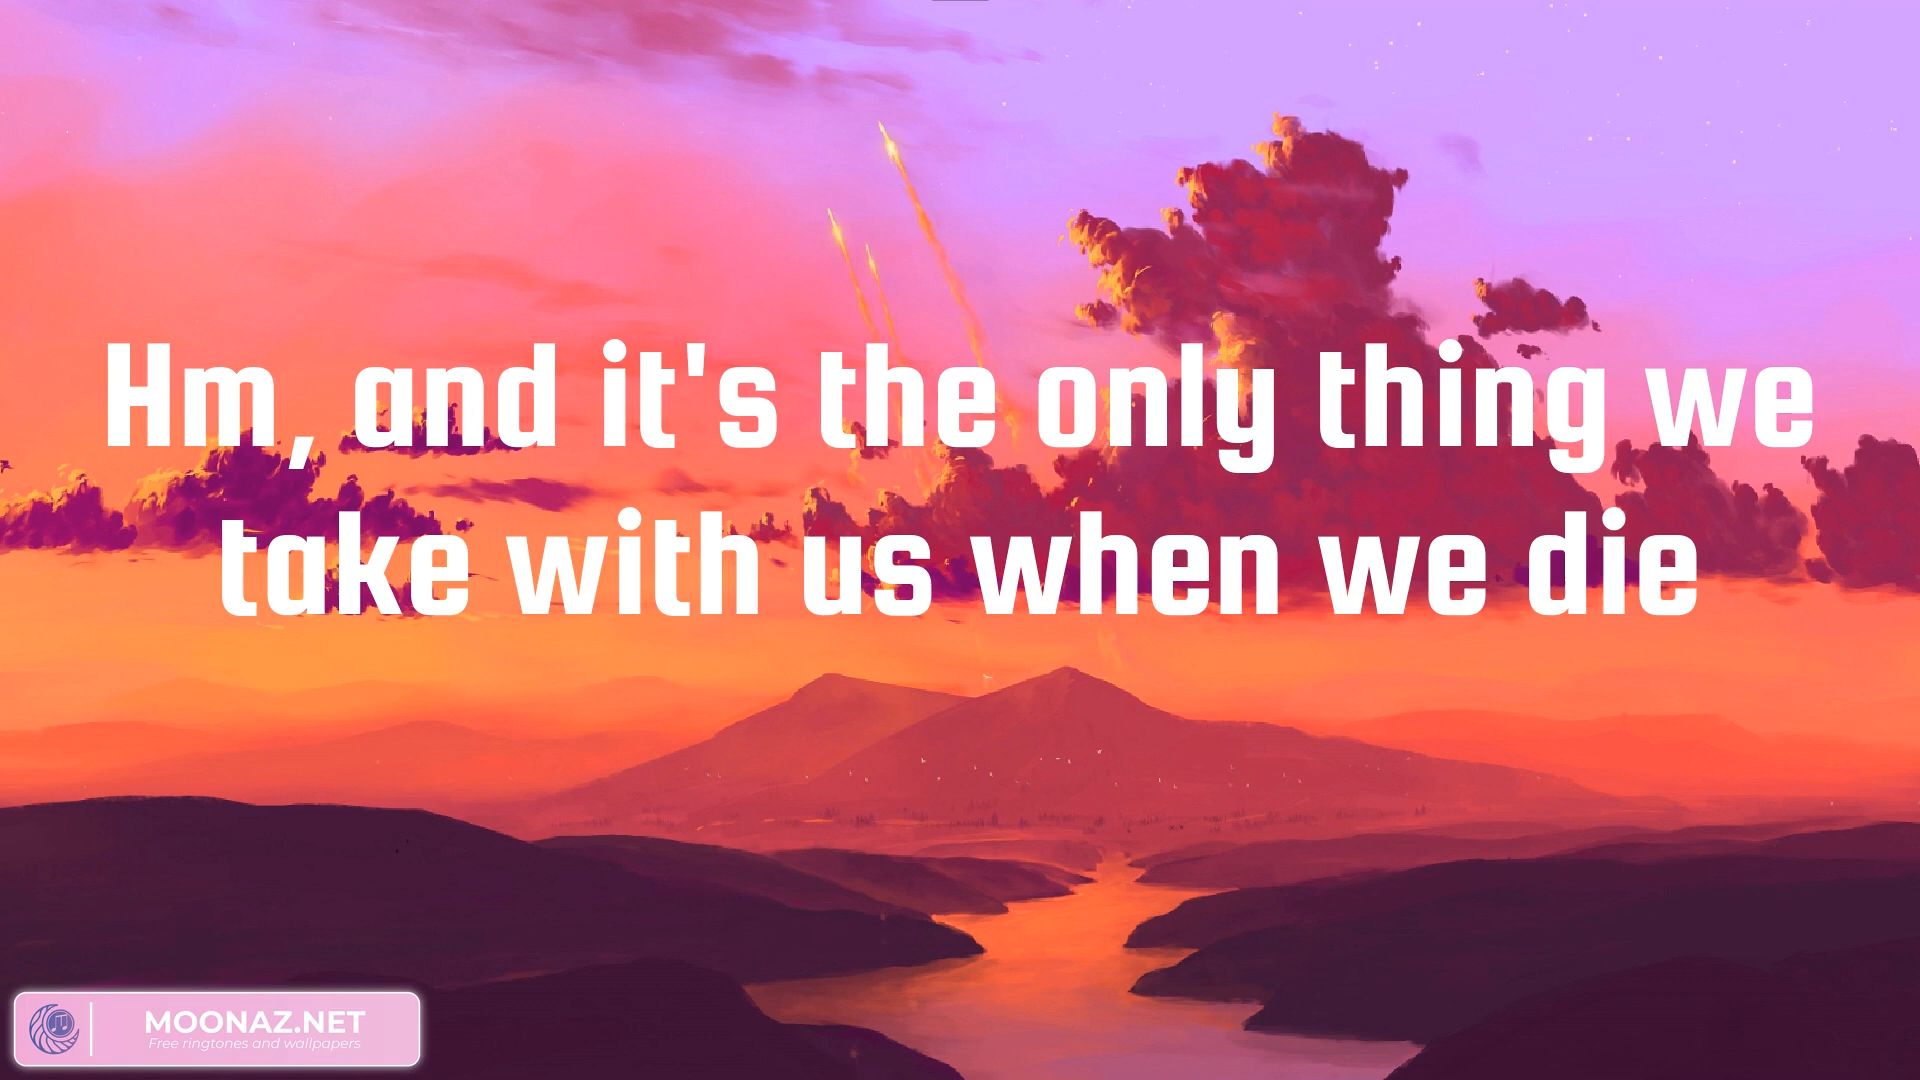 Hm, and it's the only thing we
take with us when we die
MOONAZ.NET
Free ringtones and wallpapers